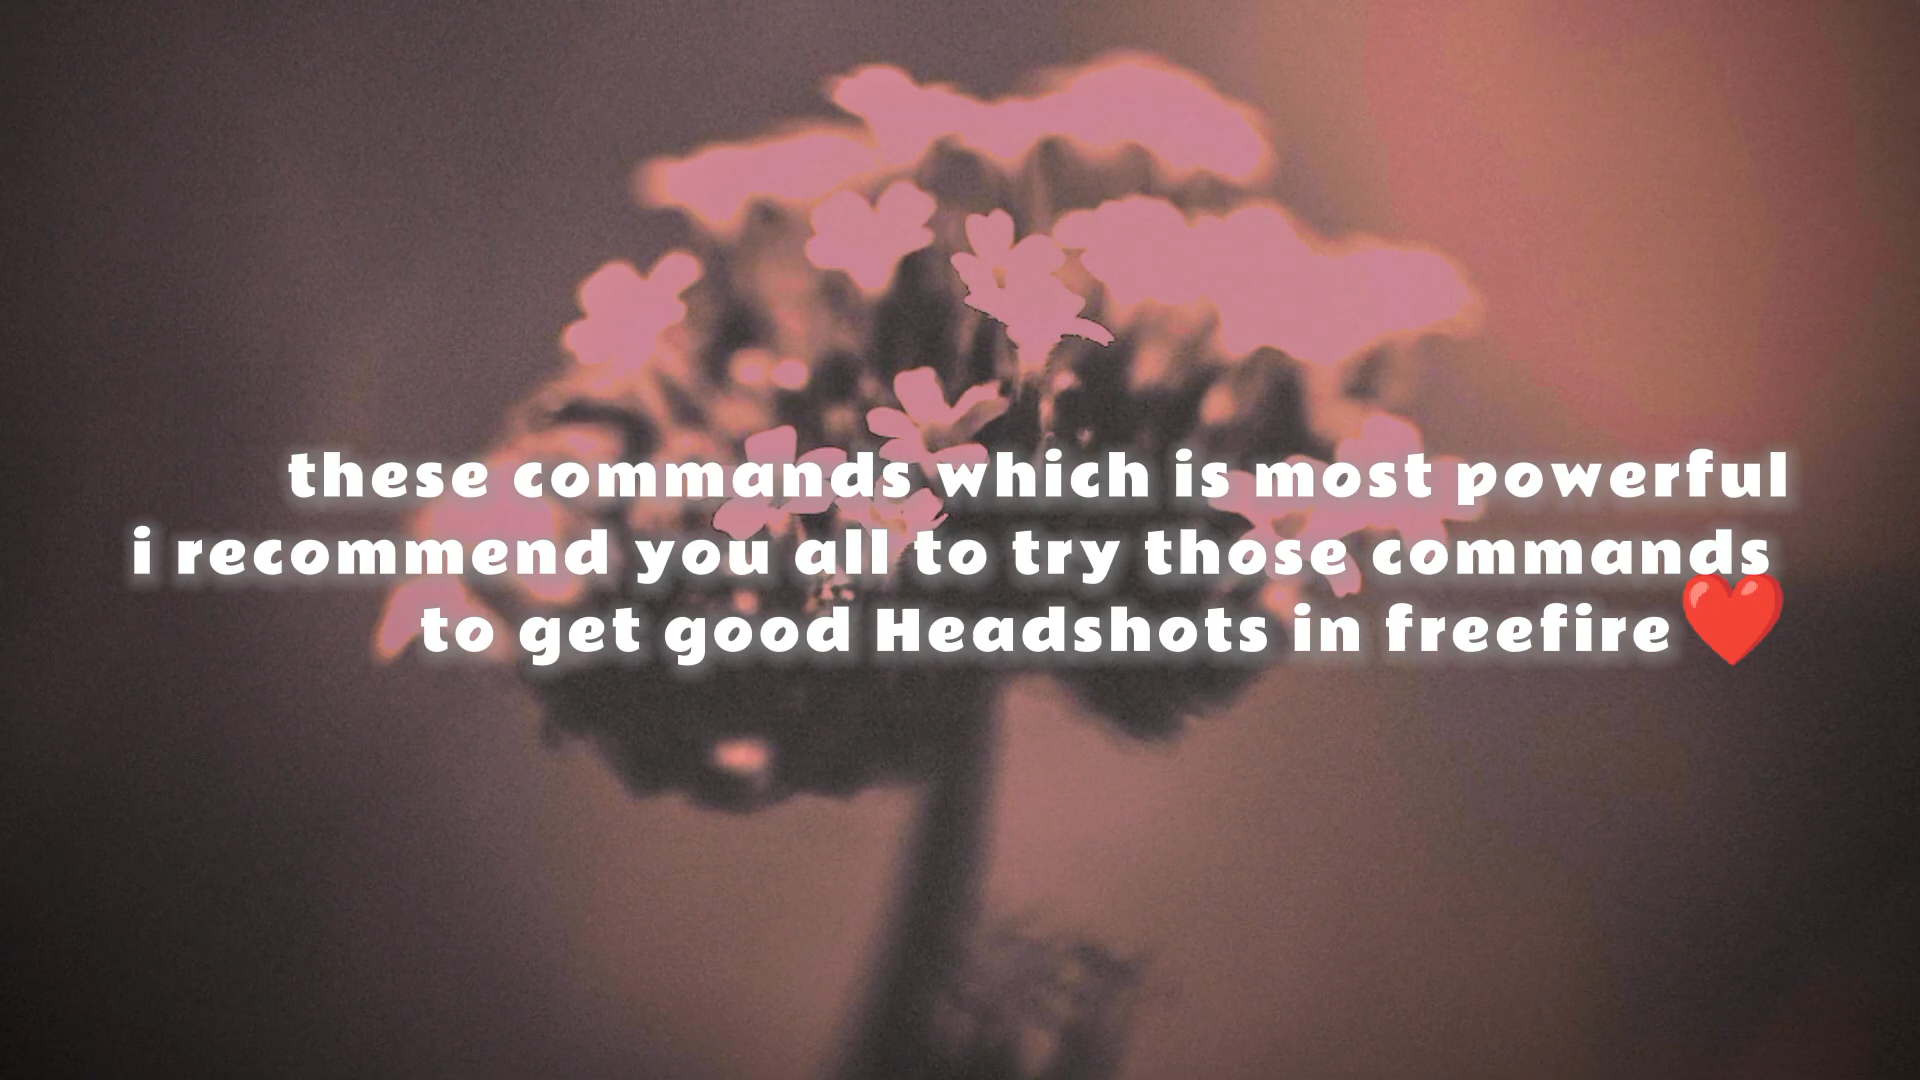 these commands which is most powerful
i recommend you all to try those commands
to get good Headshots in freefire❤️